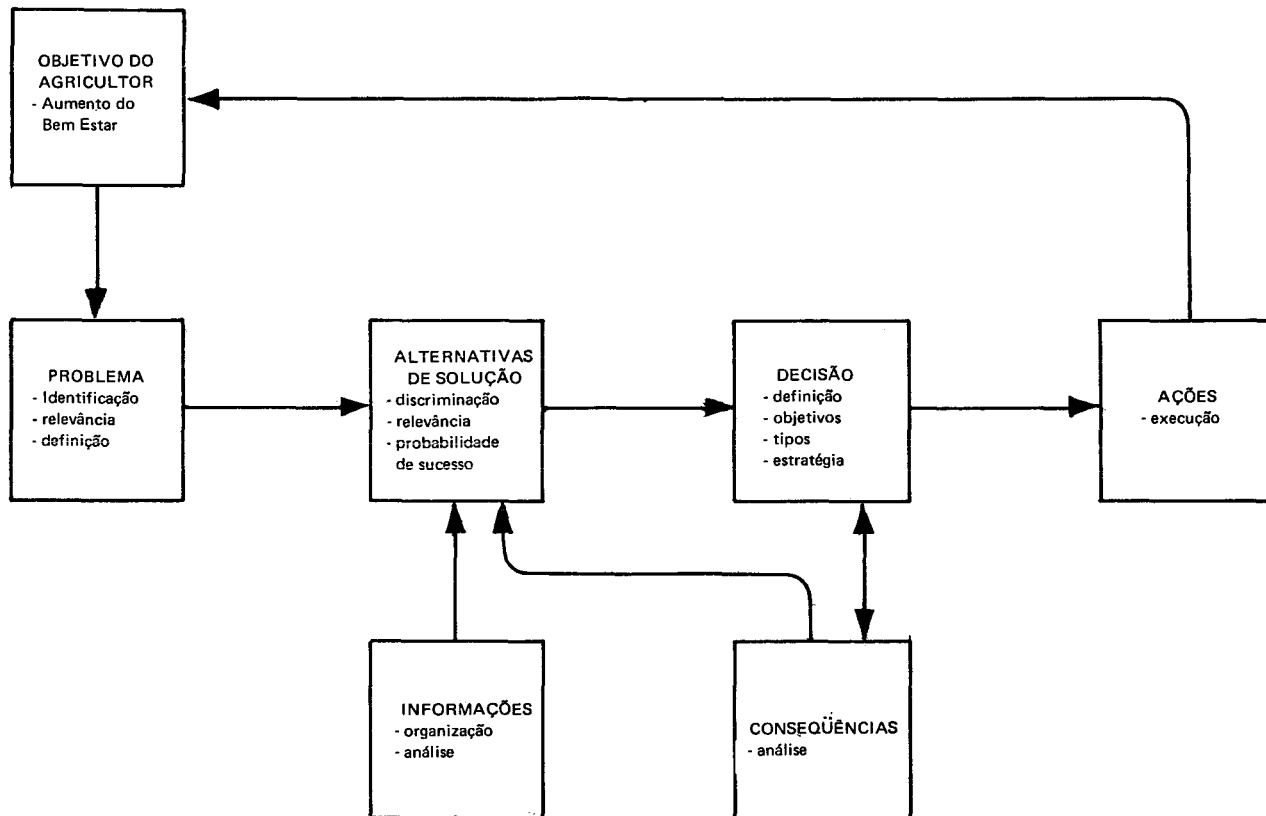 OBJETIVO DO
AGRICULTOR
- Aumento do
Bem Estar
PROBLEMA
- Identificação
- relevância
- definição
ALTERNATIVAS
DE SOLUÇÃO
- discriminação
- relevância
- probabilidade
de sucesso
DECISÃO
- definição
- objetivos
- tipos
- estratégia
AÇÕES
- execução
INFORMAÇÕES
- organização
- análise
CONSEQÜÊNCIAS
- análise